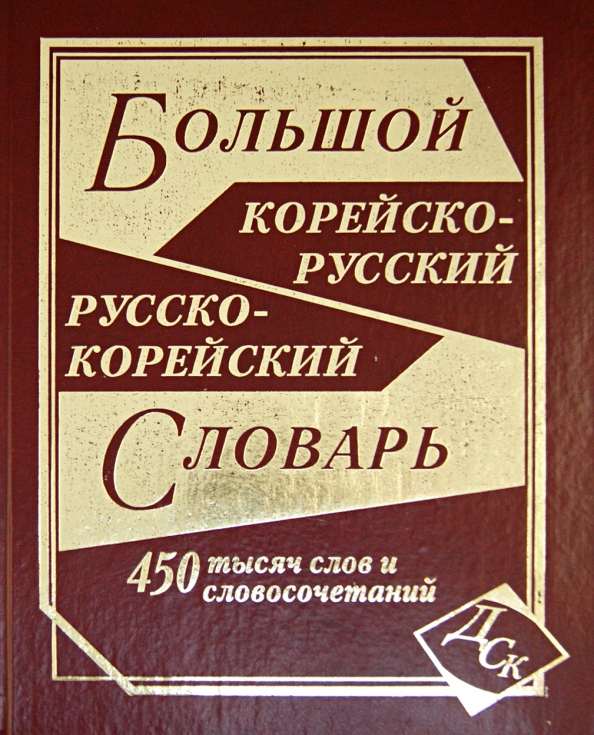 БОЛЬШОЙ
КОРЕЙСКО-
РУССКИЙ
РУССКО-
КОРЕЙСКИЙ
СЛОВАРЬ
450 тысяч слов и
словосочетаний
ДСК